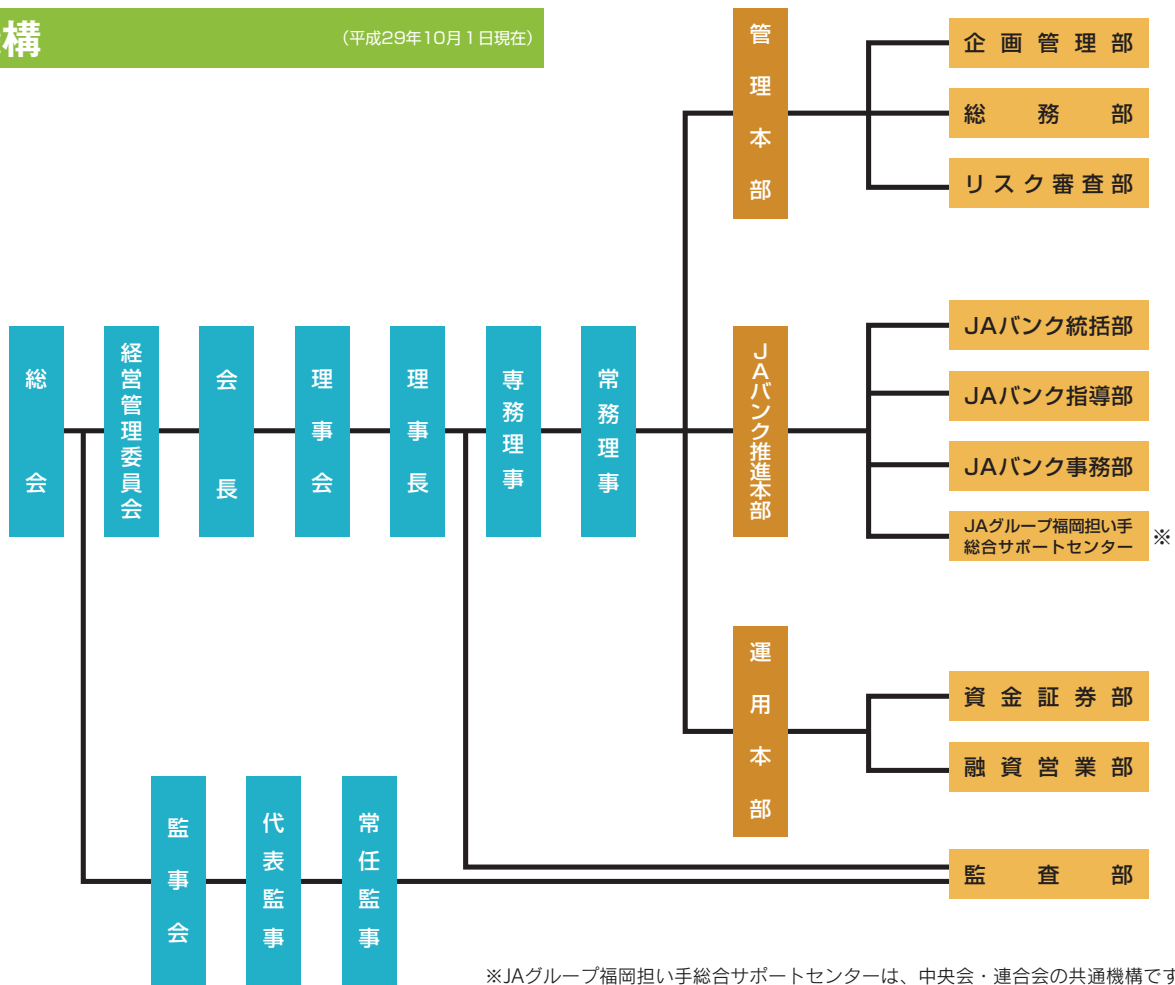 構
（平成29年10月1日現在）
総会
経営管理委員会
会長
理事会
理事長
専務理事
常務理事
管理本部
企画管理部
総務部
リスク審査部
JAバンク推進本部
JAバンク統括部
JAバンク指導部
JAバンク事務部
JAグループ福岡担い手
総合サポートセンター ※
運用本部
資金証券部
融資営業部
監事会
代表監事
常任監事
監査部
※JAグループ福岡担い手総合サポートセンターは、中央会・連合会の共通機構です